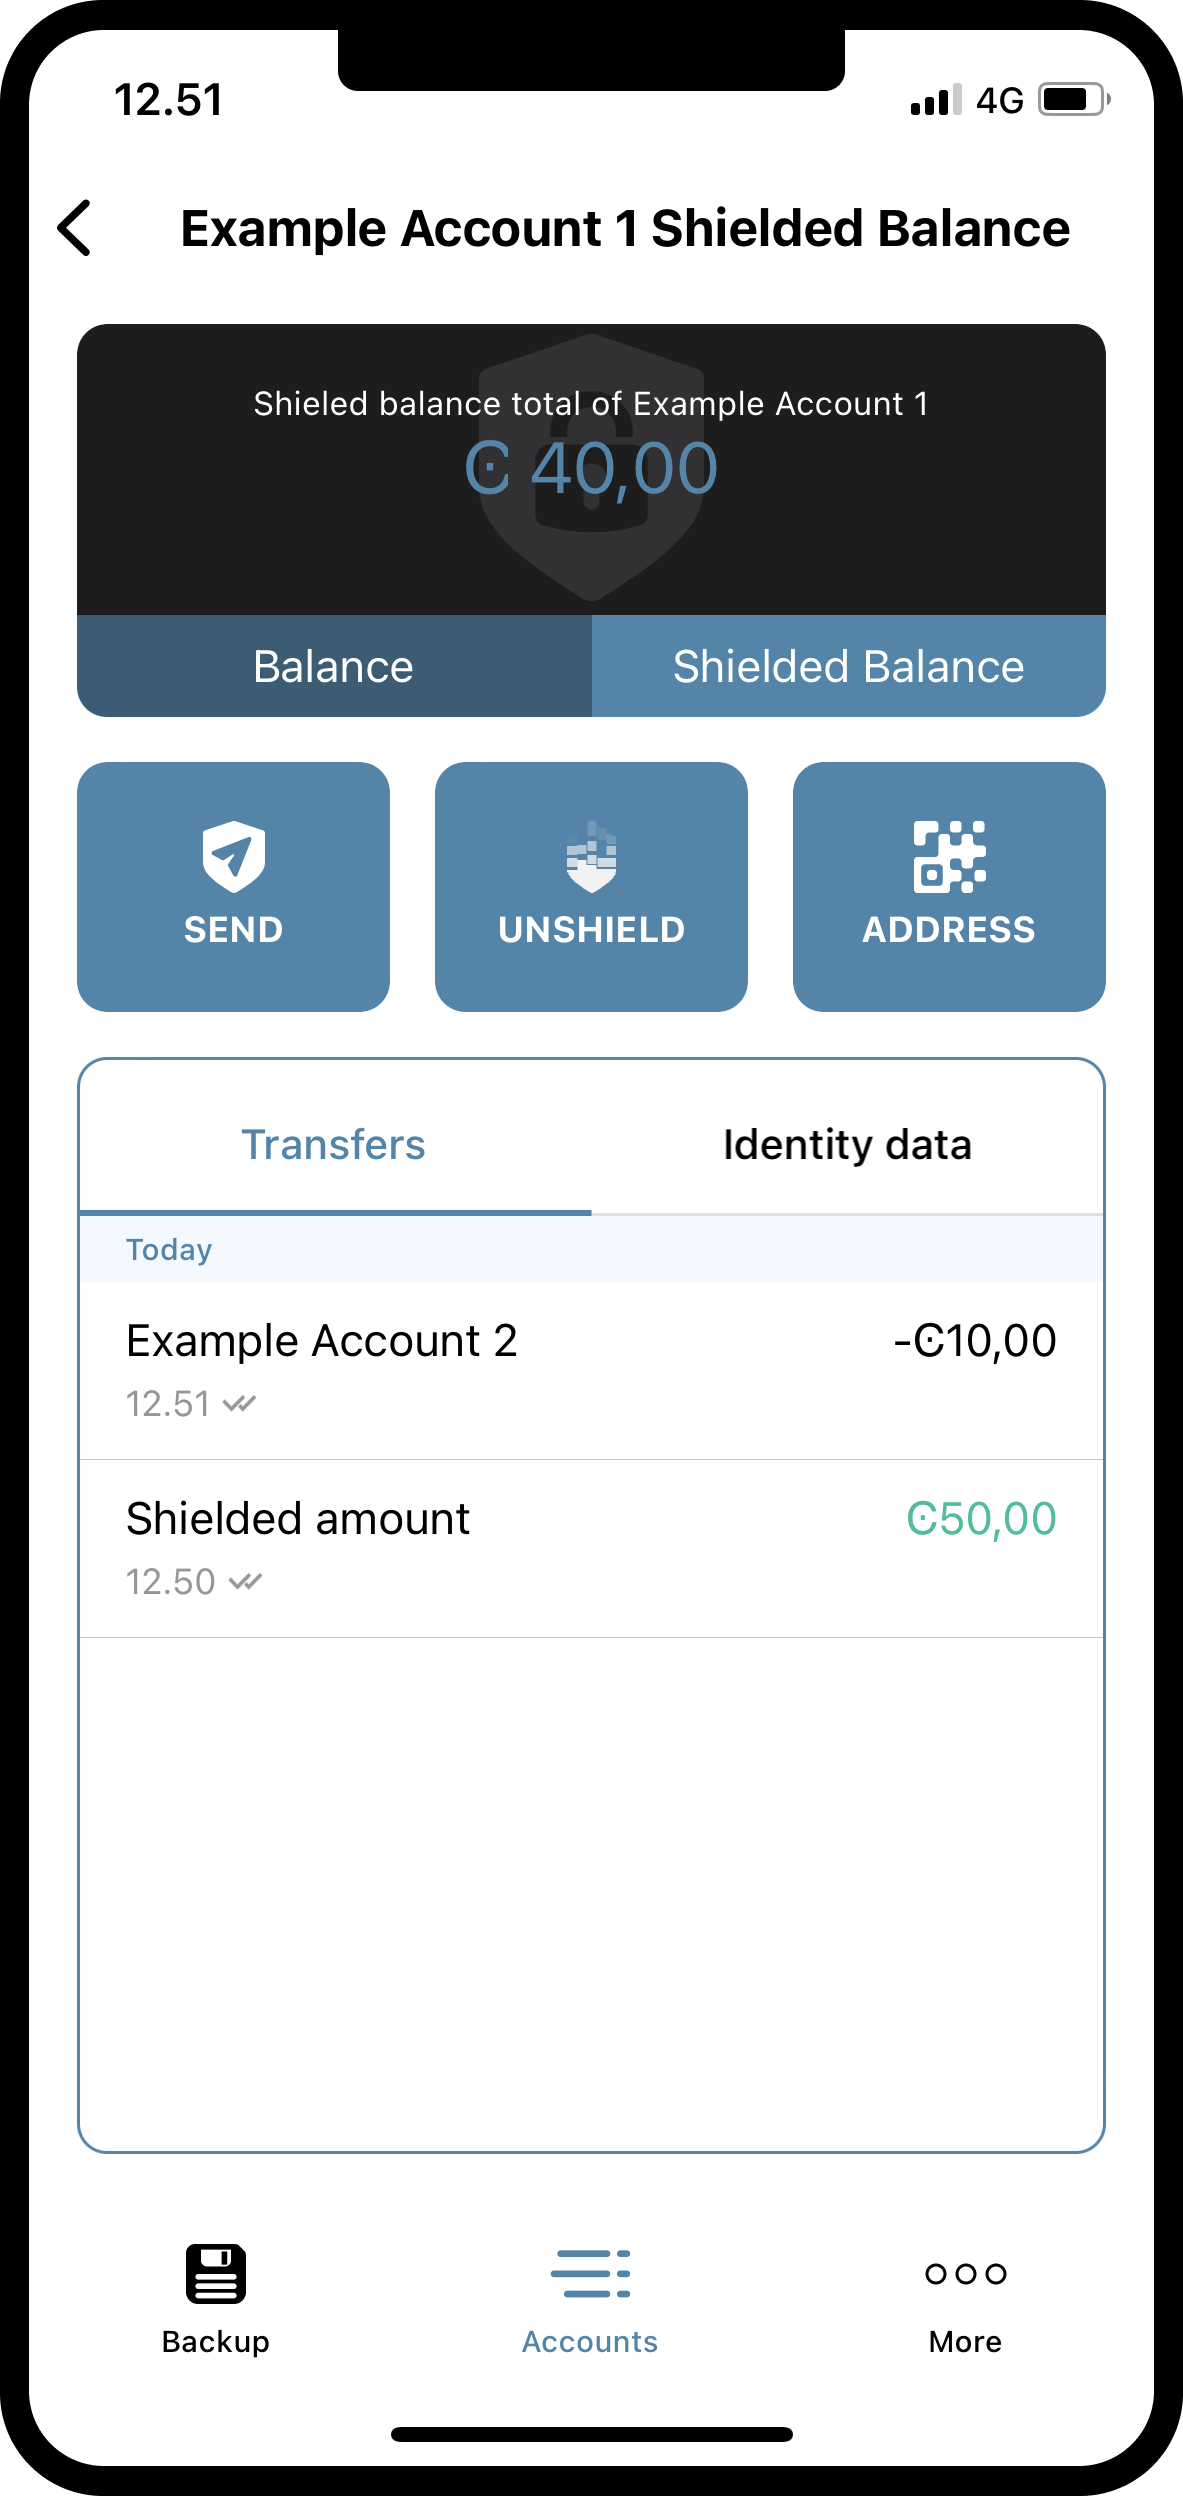 12.51
4G
Example Account 1 Shielded Balance
Shieled balance total of Example Account 1
Ͼ 40,00
Balance
Shielded Balance
SEND
UNSHIELD
ADDRESS
Transfers
Identity data
Today
Example Account 2
-Ͼ10,00
12.51
Shielded amount
Ͼ50,00
12.50
Backup
Accounts
More